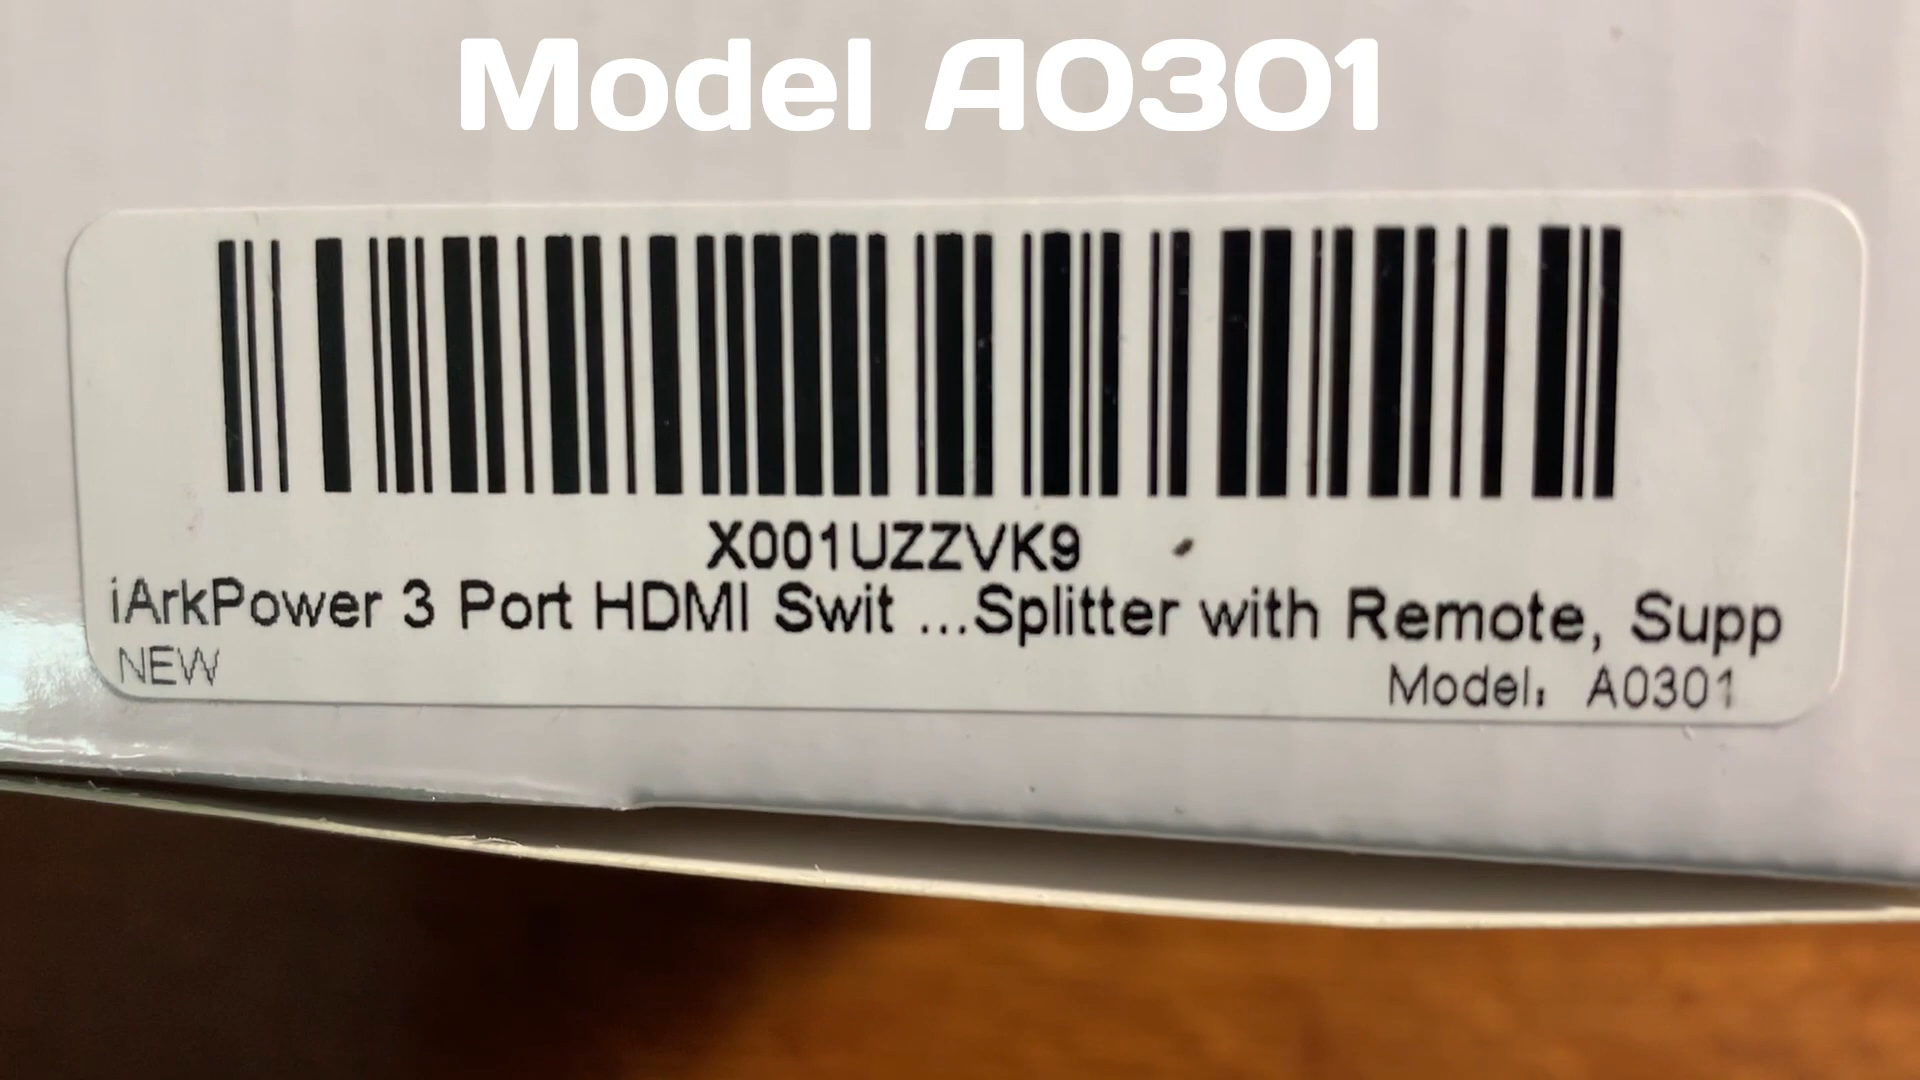 Model A0301
X001UZZVK9
iArkPower 3 Port HDMI Swit ...Splitter with Remote, Supp
NEW
Model: A0301